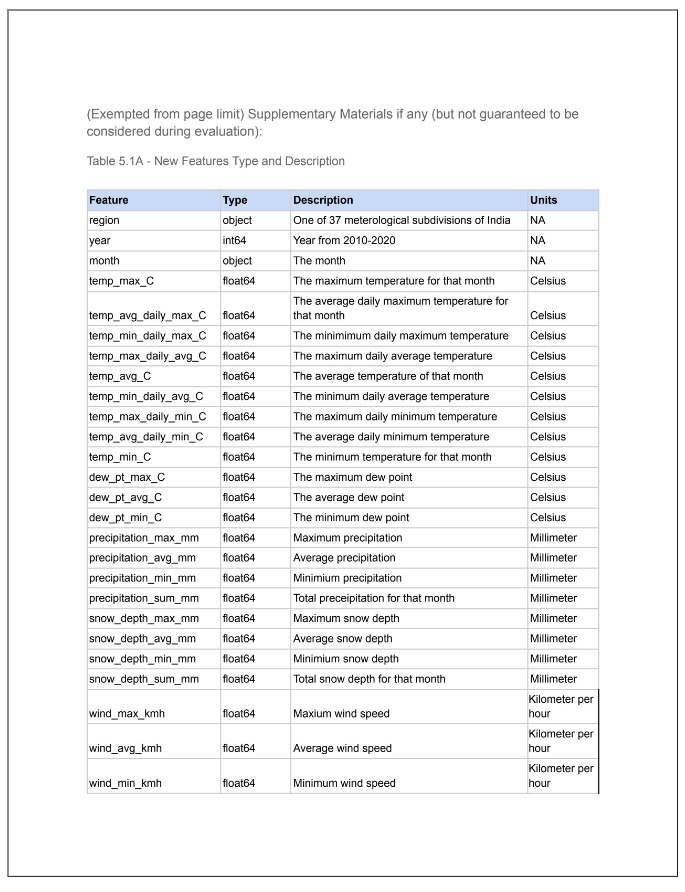 (Exempted from page limit) Supplementary Materials if any (but not guaranteed to be
considered during evaluation):
Table 5.1A - New Features Type and Description
Feature Type Description Units
region object One of 37 meterological subdivisions of India NA
year int64 Year from 2010-2020 NA
month object The month NA
temp_max_C float64 The maximum temperature for that month Celsius
The average daily maximum temperature for
temp_avg_daily_max_C float64 that month Celsius
temp_min_daily_max_C float64 The minimimum daily maximum temperature Celsius
temp_max_daily_avg_C float64 The maximum daily average temperature Celsius
temp_avg_C float64 The average temperature of that month Celsius
temp_min_daily_avg_C float64 The minimum daily average temperature Celsius
temp_max_daily_min_C float64 The maximum daily minimum temperature Celsius
temp_avg_daily_min_C float64 The average daily minimum temperature Celsius
temp_min_C float64 The minimum temperature for that month Celsius
dew_pt_max_C float64 The maximum dew point Celsius
dew_pt_avg_C float64 The average dew point Celsius
dew_pt_min_C float64 The minimum dew point Celsius
precipitation_max_mm float64 Maximum precipitation Millimeter
precipitation_avg_mm float64 Average precipitation Millimeter
precipitation_min_mm float64 Minimium precipitation Millimeter
precipitation_sum_mm float64 Total preceipitation for that month Millimeter
snow_depth_max_mm float64 Maximum snow depth Millimeter
snow_depth_avg_mm float64 Average snow depth Millimeter
snow_depth_min_mm float64 Minimium snow depth Millimeter
snow_depth_sum_mm float64 Total snow depth for that month Millimeter
Kilometer per
wind_max_kmh float64 Maxium wind speed hour
Kilometer per
wind_avg_kmh float64 Average wind speed hour
Kilometer per
wind_min_kmh float64 Minimum wind speed hour